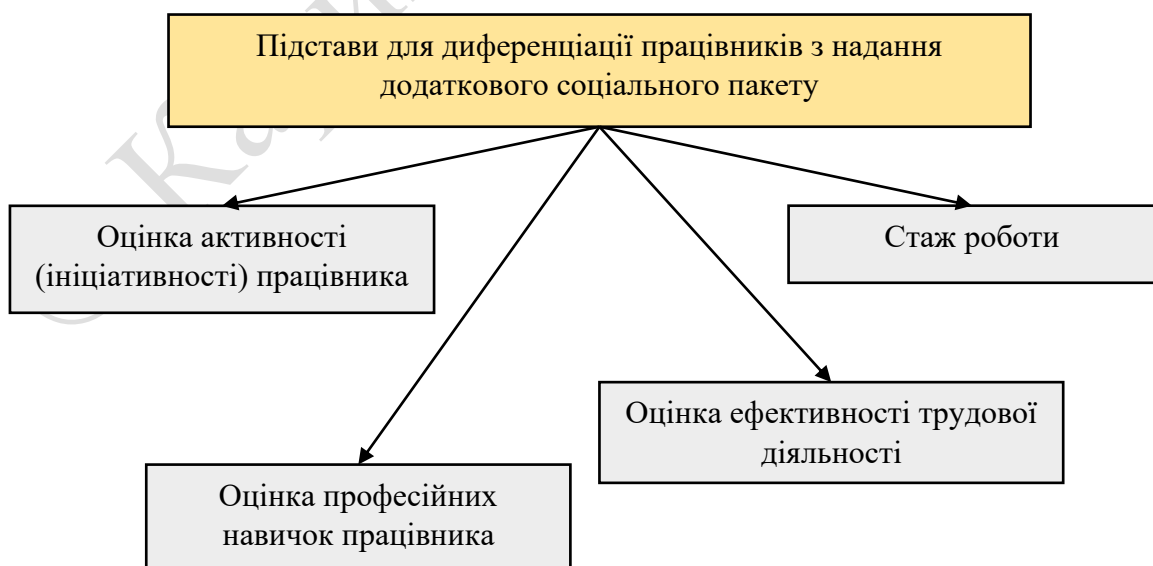 Підстави для диференціації працівників з надання
додаткового соціального пакету
Оцінка активності
(ініціативності) працівника
Стаж роботи
Оцінка ефективності трудової
діяльності
Оцінка професійних
навичок працівника